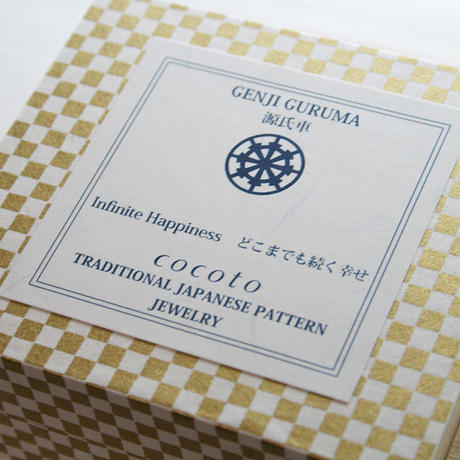 GENJI GURUMA
源氏車
Infinite Happiness どこまでも続く幸せ
cocoto
TRADITIONAL JAPANESE PATTERN
JEWELRY